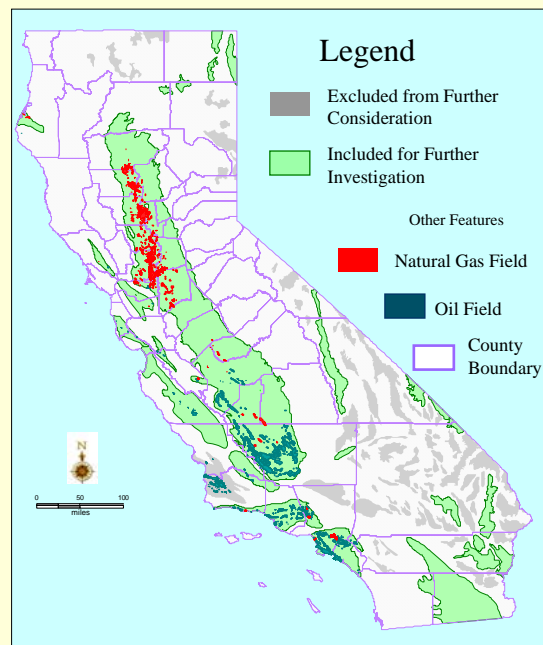 Legend
Excluded from Further
Consideration
Included for Further
Investigation
Other Features
Natural Gas Field
Oil Field
County
Boundary
N
0 50 100
miles